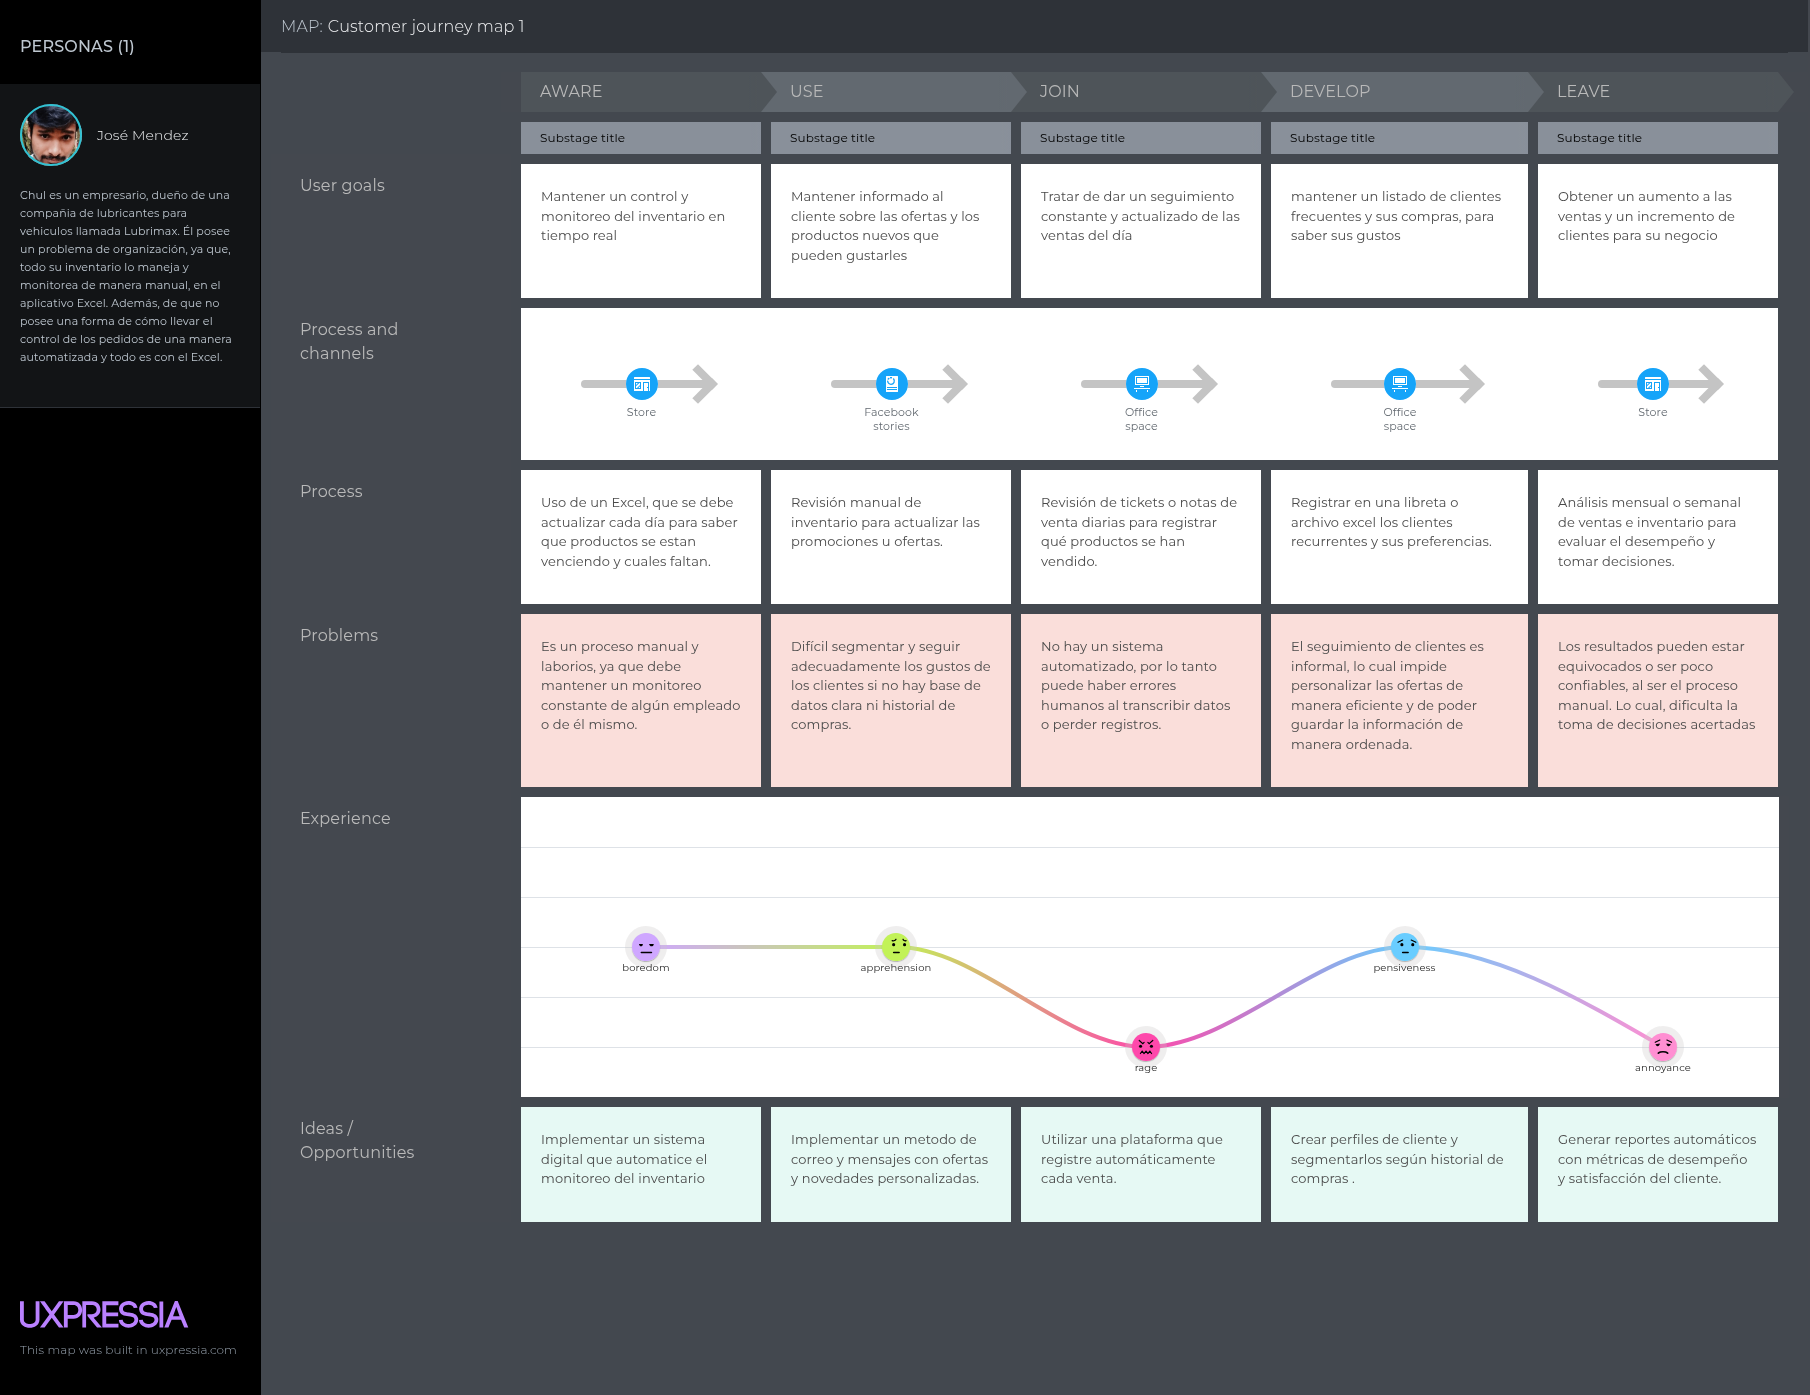 PERSONAS (1)
José Mendez
Chul es un empresario, dueño de una
compañia de lubricantes para
vehiculos llamada Lubrimax. Él posee
un problema de organización, ya que,
todo su inventario lo maneja y
monitorea de manera manual, en el
aplicativo Excel. Además, de que no
posee una forma de cómo llevar el
control de los pedidos de una manera
automatizada y todo es con el Excel.
MAP: Customer journey map 1
AWARE
USE
JOIN
DEVELOP
LEAVE
Substage title
Substage title
Substage title
Substage title
Substage title
User goals
Mantener un control y
monitoreo del inventario en
tiempo real
Mantener informado al
cliente sobre las ofertas y los
productos nuevos que
pueden gustarles
Tratar de dar un seguimiento
constante y actualizado de las
ventas del día
mantener un listado de clientes
frecuentes y sus compras, para
saber sus gustos
Obtener un aumento a las
ventas y un incremento de
clientes para su negocio
Process and
channels
Store
Facebook
stories
Office
space
Office
space
Store
Process
Uso de un Excel, que se debe
actualizar cada día para saber
que productos se estan
venciendo y cuales faltan.
Revisión manual de
inventario para actualizar las
promociones u ofertas.
Revisión de tickets o notas de
venta diarias para registrar
qué productos se han
vendido.
Registrar en una libreta o
archivo excel los clientes
recurrentes y sus preferencias.
Análisis mensual o semanal
de ventas e inventario para
evaluar el desempeño y
tomar decisiones.
Problems
Es un proceso manual y
laborios, ya que debe
mantener un monitoreo
constante de algún empleado
o de él mismo.
Difícil segmentar y seguir
adecuadamente los gustos de
los clientes si no hay base de
datos clara ni historial de
compras.
No hay un sistema
automatizado, por lo tanto
puede haber errores
humanos al transcribir datos
o perder registros.
El seguimiento de clientes es
informal, lo cual impide
personalizar las ofertas de
manera eficiente y de poder
guardar la información de
manera ordenada.
Los resultados pueden estar
equivocados o ser poco
confiables, al ser el proceso
manual. Lo cual, dificulta la
toma de decisiones acertadas
Experience
boredom
apprehension
rage
pensiveness
annoyance
Ideas /
Opportunities
Implementar un sistema
digital que automatice el
monitoreo del inventario
Implementar un metodo de
correo y mensajes con ofertas
y novedades personalizadas.
Utilizar una plataforma que
registre automáticamente
cada venta.
Crear perfiles de cliente y
segmentarlos según historial de
compras .
Generar reportes automáticos
con métricas de desempeño
y satisfacción del cliente.
UXPRESSIA
This map was built in uxpressia.com